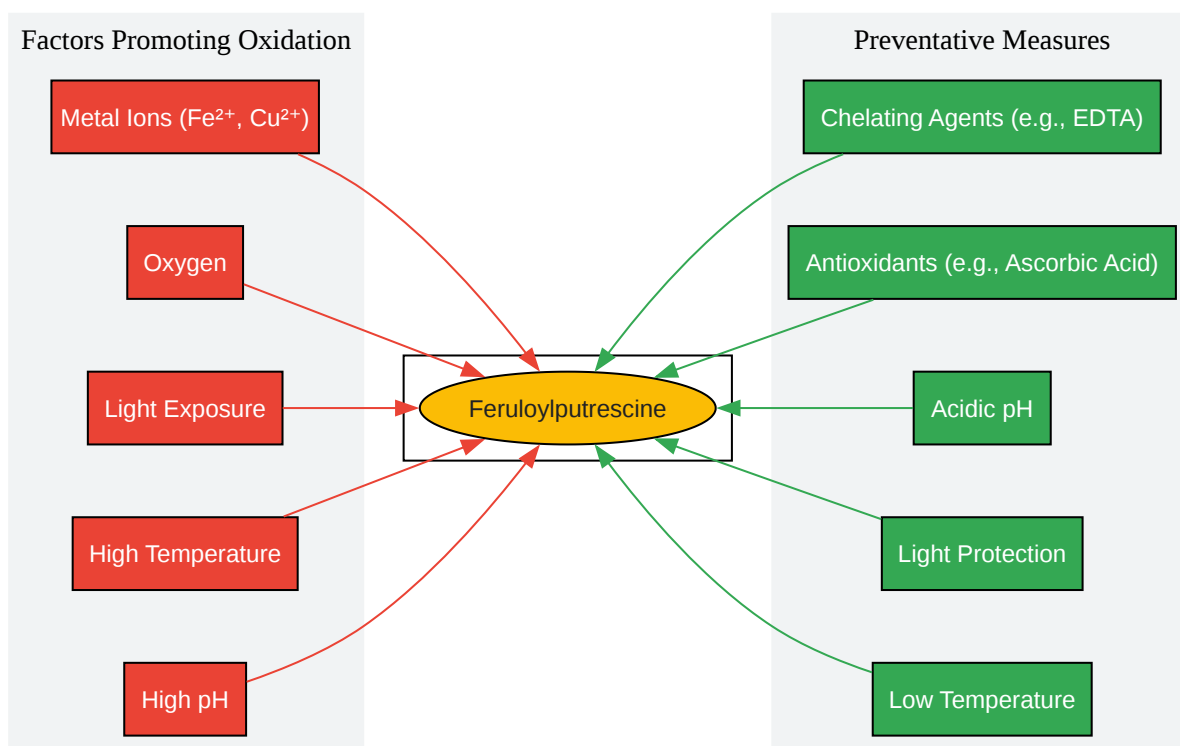 Factors Promoting Oxidation
Metal Ions (Fe²⁺, Cu²⁺)
Oxygen
Light Exposure
High Temperature
High pH
Feruloylputrescine
Preventative Measures
Chelating Agents (e.g., EDTA)
Antioxidants (e.g., Ascorbic Acid)
Acidic pH
Light Protection
Low Temperature